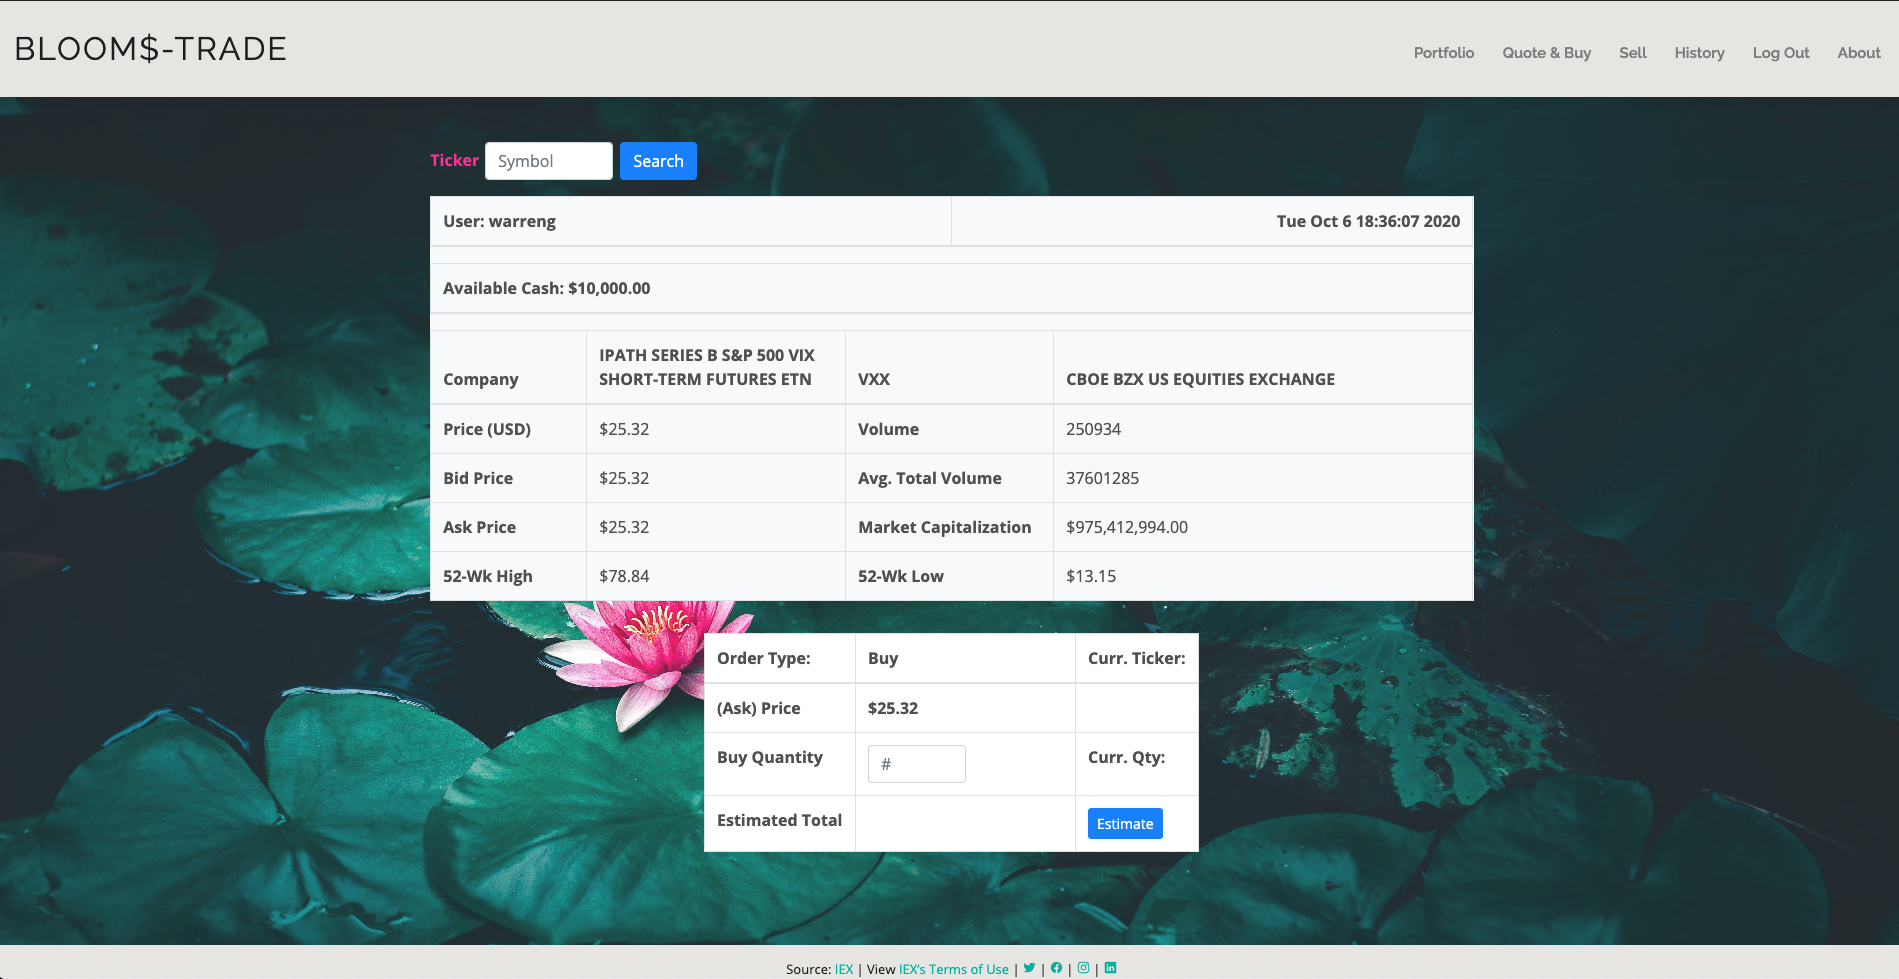 BLOOM$-TRADE
Portfolio Quote & Buy Sell History Log Out About
Ticker Symbol Search
User: warreng Tue Oct 6 18:36:07 2020
Available Cash: $10,000.00
Company IPATH SERIES B S&P 500 VIX SHORT-TERM FUTURES ETN VXX CBOE BZX US EQUITIES EXCHANGE
Price (USD) $25.32 Volume 250934
Bid Price $25.32 Avg. Total Volume 37601285
Ask Price $25.32 Market Capitalization $975,412,994.00
52-Wk High $78.84 52-Wk Low $13.15
Order Type: Buy Curr. Ticker:
(Ask) Price $25.32
Buy Quantity # Curr. Qty:
Estimated Total Estimate
Source: IEX | View IEX's Terms of Use | | | |